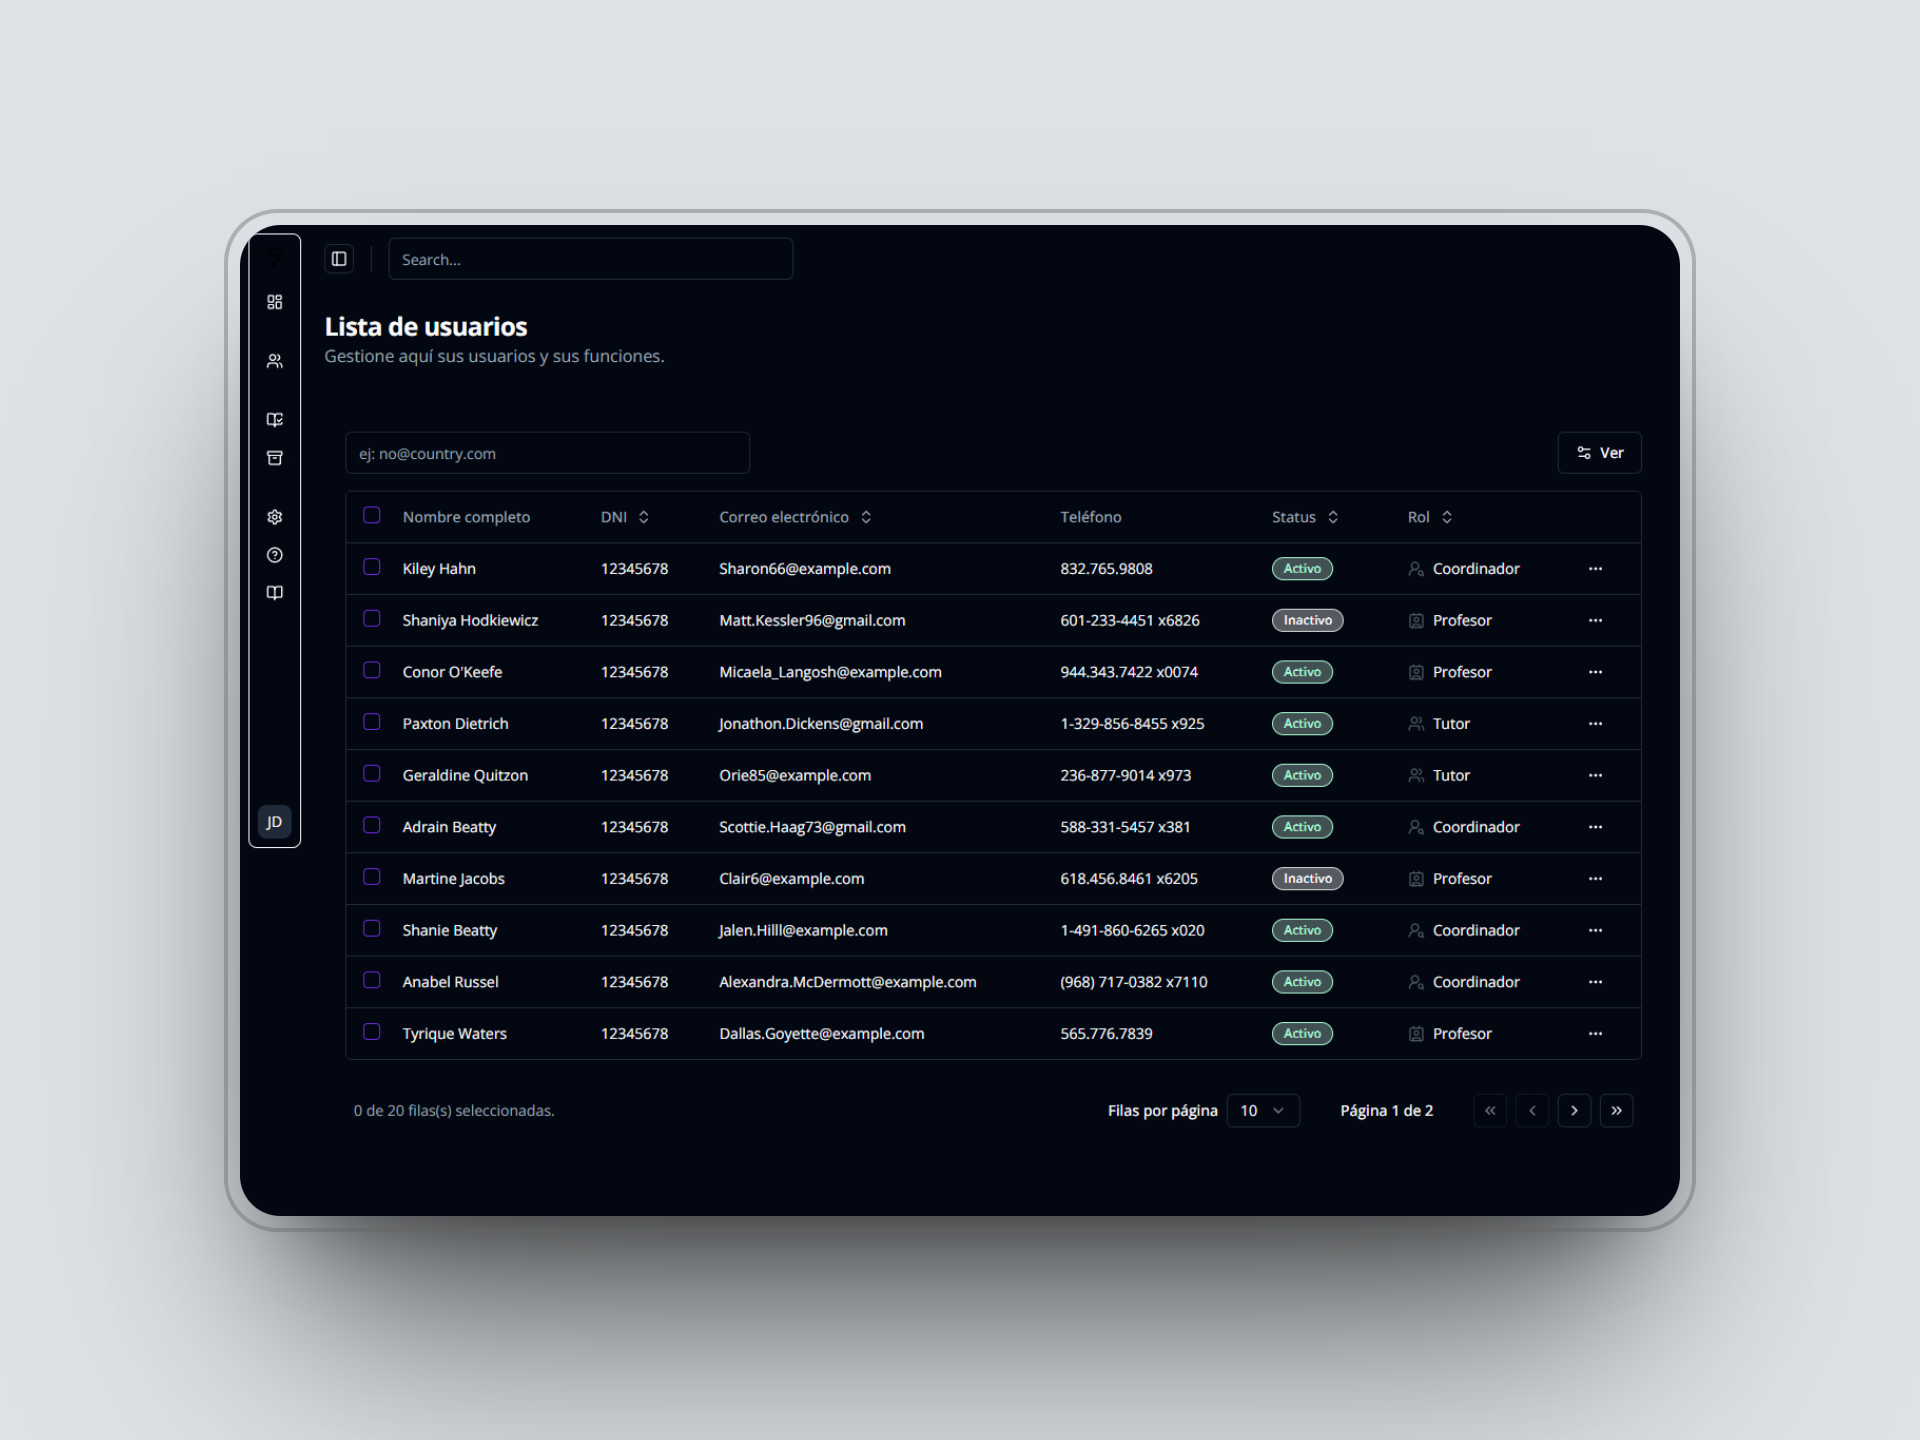 Search...
Lista de usuarios
Gestione aquí sus usuarios y sus funciones.
ej: no@country.com
Ver
Nombre completo DNI Correo electrónico Teléfono Status Rol
Kiley Hahn 12345678 Sharon66@example.com 832.765.9808 Activo Coordinador
Shaniya Hodkiewicz 12345678 Matt.Kessler96@gmail.com 601-233-4451 x6826 Inactivo Profesor
Conor O'Keefe 12345678 Micaela_Langosh@example.com 944.343.7422 x0074 Activo Profesor
Paxton Dietrich 12345678 Jonathon.Dickens@gmail.com 1-329-856-8455 x925 Activo Tutor
Geraldine Quitzon 12345678 Orie85@example.com 236-877-9014 x973 Activo Tutor
Adrain Beatty 12345678 Scottie.Haag73@gmail.com 588-331-5457 x381 Activo Coordinador
JD
Martine Jacobs 12345678 Clair6@example.com 618.456.8461 x6205 Inactivo Profesor
Shanie Beatty 12345678 Jalen.Hilll@example.com 1-491-860-6265 x020 Activo Coordinador
Anabel Russel 12345678 Alexandra.McDermott@example.com (968) 717-0382 x7110 Activo Coordinador
Tyrique Waters 12345678 Dallas.Goyette@example.com 565.776.7839 Activo Profesor
0 de 20 filas(s) seleccionadas.
Filas por página 10 Página 1 de 2